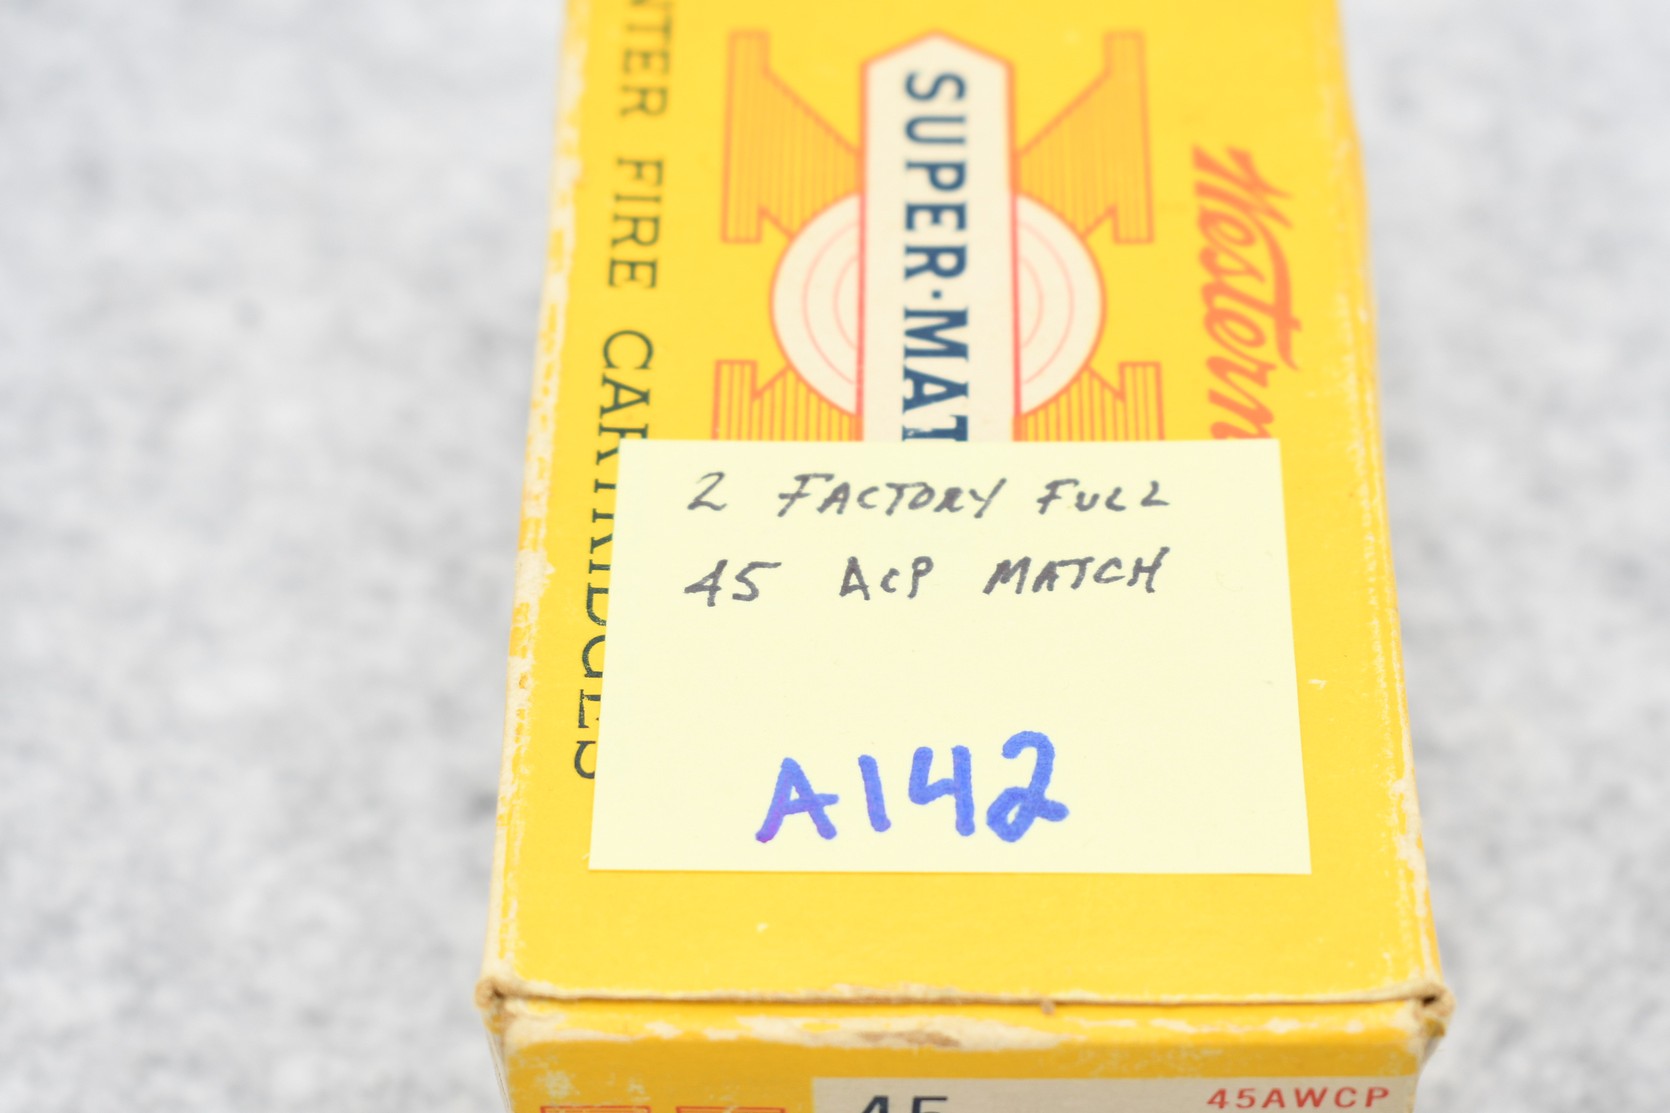 NTER FIRE CARTRIDGES
SUPER·MAT
Western
2 FACTORY FULL
45 ACP MATCH
A142
45
45AWCP